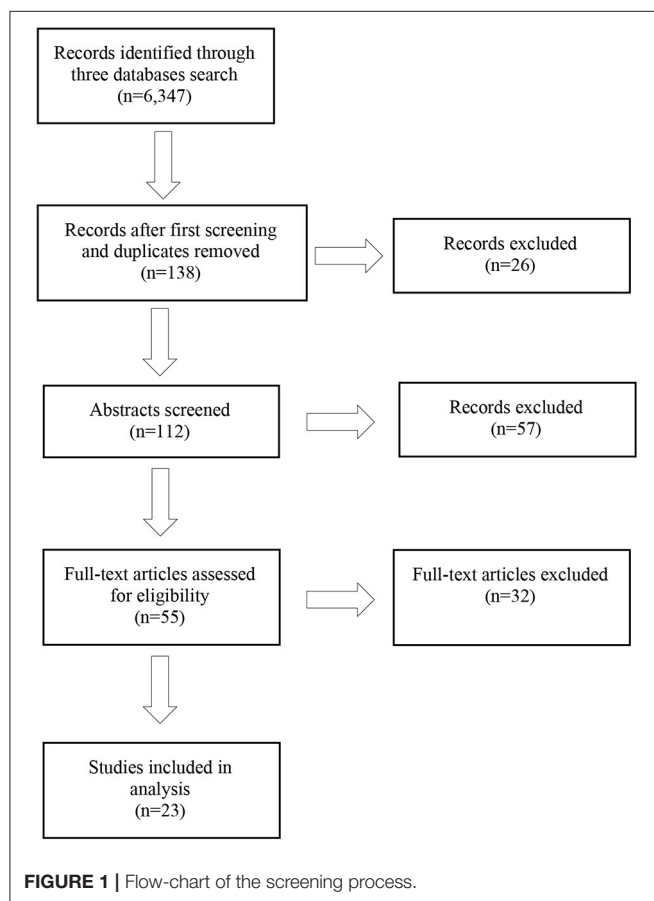 Records identified through
three databases search
(n=6,347)
Records after first screening
and duplicates removed
(n=138)
Records excluded
(n=26)
Abstracts screened
(n=112)
Records excluded
(n=57)
Full-text articles assessed
for eligibility
(n=55)
Full-text articles excluded
(n=32)
Studies included in
analysis
(n=23)
FIGURE 1 | Flow-chart of the screening process.